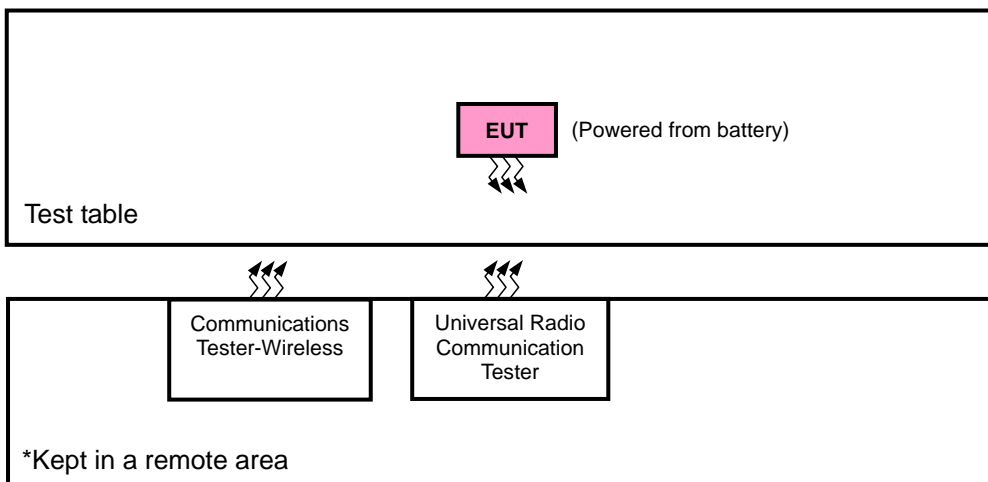 EUT
(Powered from battery)
Test table
Communications
Tester-Wireless
Universal Radio
Communication
Tester
*Kept in a remote area